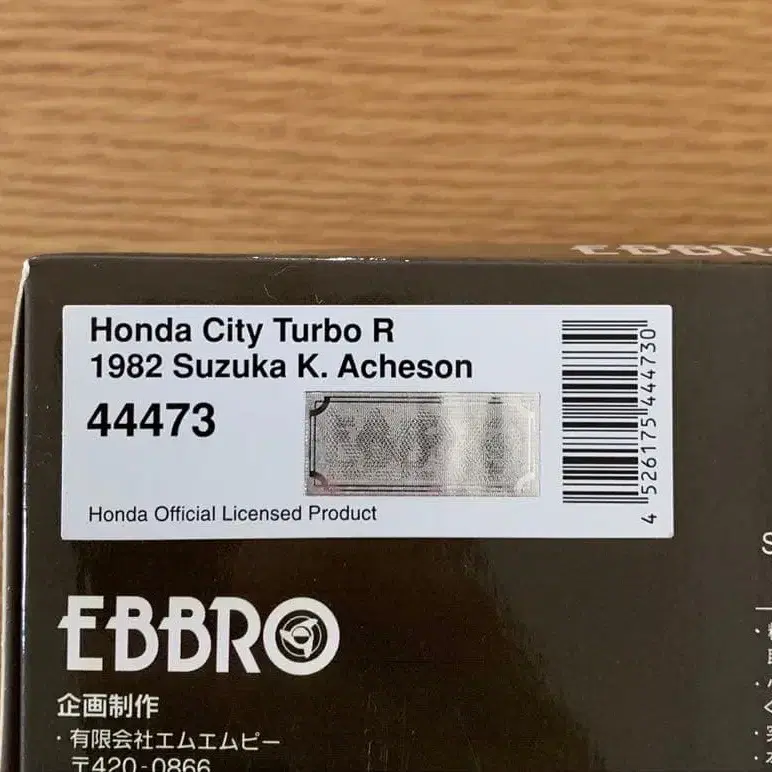 EBBRO
Honda City Turbo R
1982 Suzuka K. Acheson
44473
Honda Official Licensed Product
4 526175 444730
EBBRO
企画制作
・有限会社エムエムピー
〒420-0866